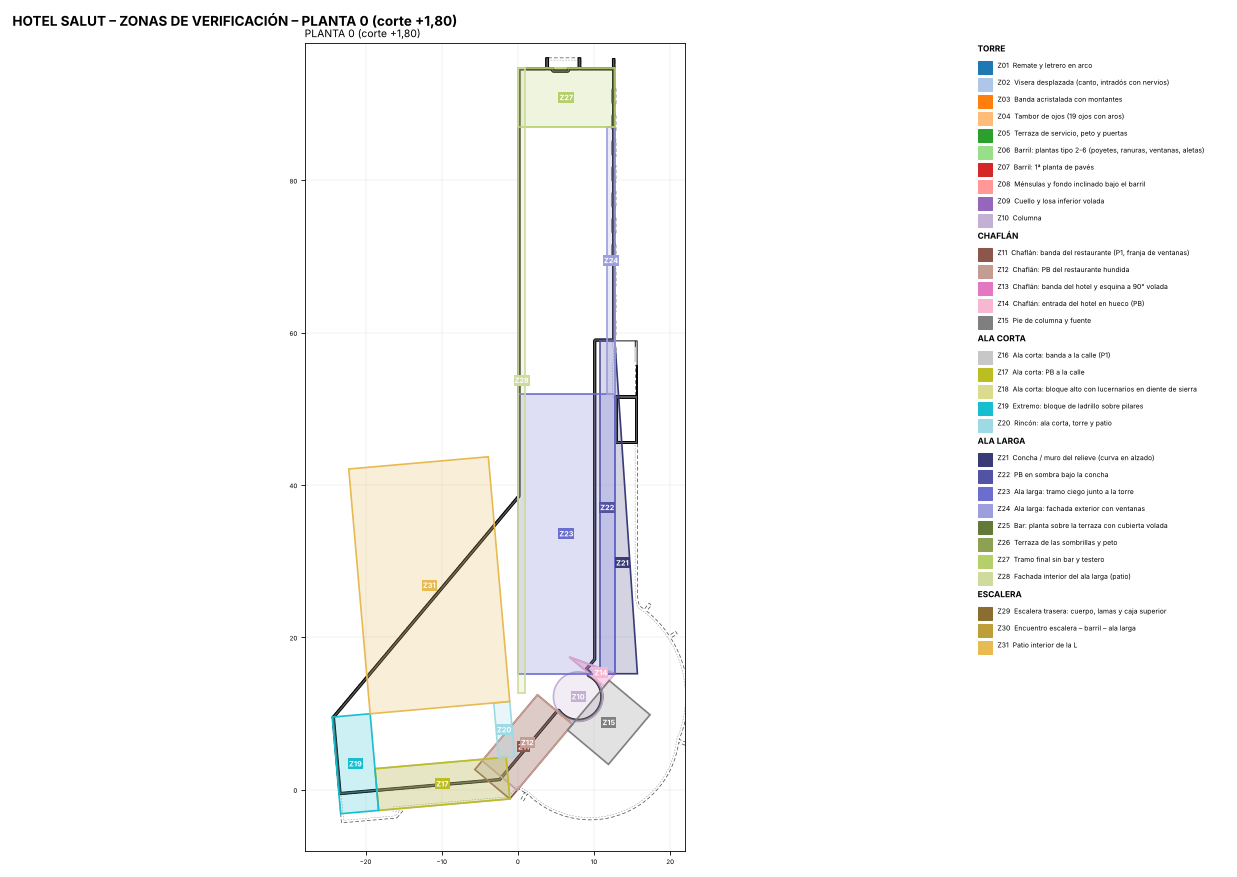 HOTEL SALUT – ZONAS DE VERIFICACIÓN – PLANTA 0 (corte +1,80)
PLANTA 0 (corte +1,80)
TORRE
Z01 Remate y letrero en arco
Z02 Visera desplazada (canto, intradós con nervios)
Z03 Banda acristalada con montantes
Z04 Tambor de ojos (19 ojos con aros)
Z05 Terraza de servicio, peto y puertas
Z06 Barril: plantas tipo 2-6 (poyetes, ranuras, ventanas, aletas)
Z07 Barril: 1ª planta de pavés
Z08 Ménsulas y fondo inclinado bajo el barril
Z09 Cuello y losa inferior volada
Z10 Columna
CHAFLÁN
Z11 Chaflán: banda del restaurante (P1, franja de ventanas)
Z12 Chaflán: PB del restaurante hundida
Z13 Chaflán: banda del hotel y esquina a 90° volada
Z14 Chaflán: entrada del hotel en hueco (PB)
Z15 Pie de columna y fuente
ALA CORTA
Z16 Ala corta: banda a la calle (P1)
Z17 Ala corta: PB a la calle
Z18 Ala corta: bloque alto con lucernarios en diente de sierra
Z19 Extremo: bloque de ladrillo sobre pilares
Z20 Rincón: ala corta, torre y patio
ALA LARGA
Z21 Concha / muro del relieve (curva en alzado)
Z22 PB en sombra bajo la concha
Z23 Ala larga: tramo ciego junto a la torre
Z24 Ala larga: fachada exterior con ventanas
Z25 Bar: planta sobre la terraza con cubierta volada
Z26 Terraza de las sombrillas y peto
Z27 Tramo final sin bar y testero
Z28 Fachada interior del ala larga (patio)
ESCALERA
Z29 Escalera trasera: cuerpo, lamas y caja superior
Z30 Encuentro escalera – barril – ala larga
Z31 Patio interior de la L
Z27
80
Z24
60
Z28
40
Z22
Z23
Z21
Z31
20
Z10
Z15
Z20
Z12
Z19
Z17
0
−20
−10
0
10
20